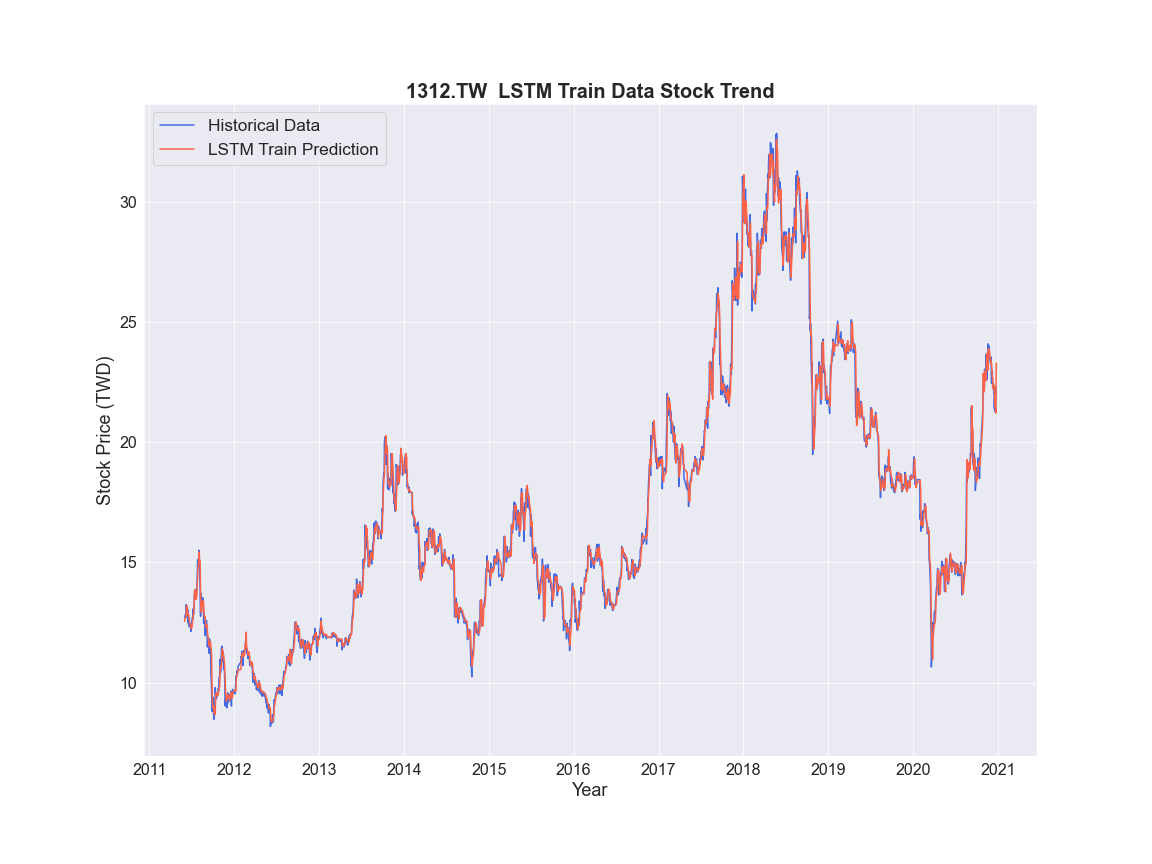 1312.TW  LSTM Train Data Stock Trend
Historical Data
LSTM Train Prediction
Stock Price (TWD)
30
25
20
15
10
2011 2012 2013 2014 2015 2016 2017 2018 2019 2020 2021
Year